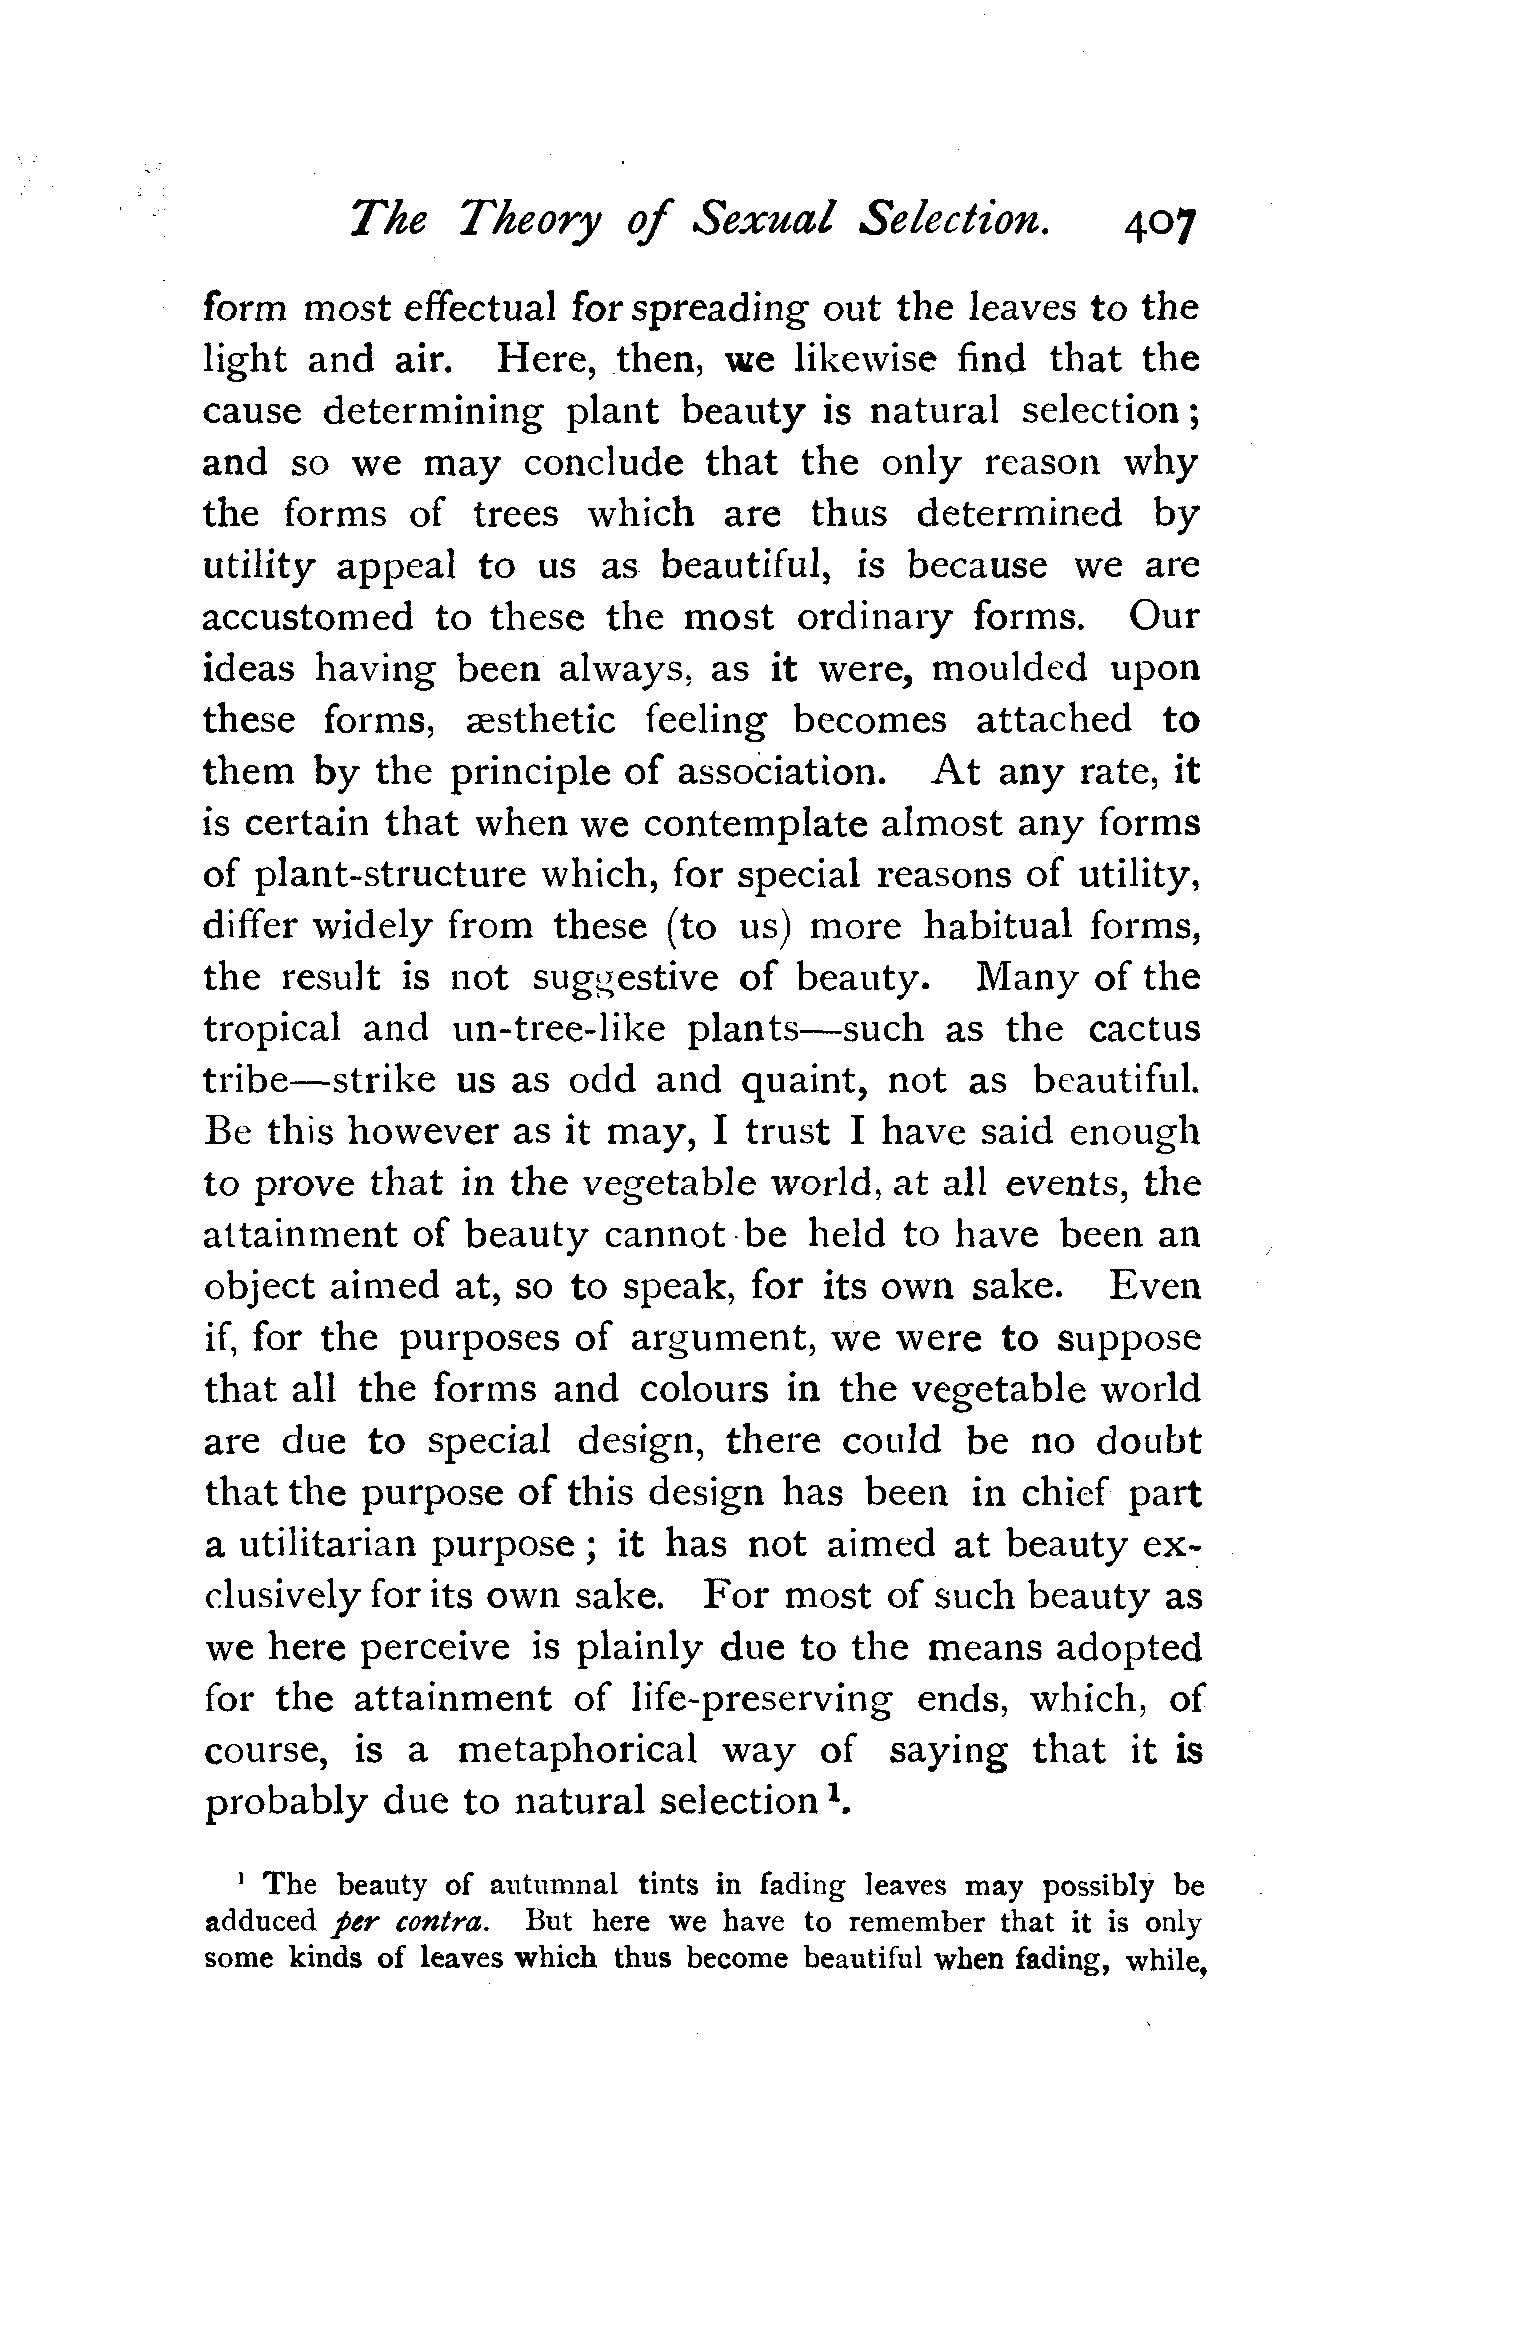 The Theory of Sexual Selection. 407
form most effectual for spreading out the leaves to the
light and air. Here, then, we likewise find that the
cause determining plant beauty is natural selection;
and so we may conclude that the only reason why
the forms of trees which are thus determined by
utility appeal to us as beautiful, is because we are
accustomed to these the most ordinary forms. Our
ideas having been always, as it were, moulded upon
these forms, æsthetic feeling becomes attached to
them by the principle of association. At any rate, it
is certain that when we contemplate almost any forms
of plant-structure which, for special reasons of utility,
differ widely from these (to us) more habitual forms,
the result is not suggestive of beauty. Many of the
tropical and un-tree-like plants—such as the cactus
tribe—strike us as odd and quaint, not as beautiful.
Be this however as it may, I trust I have said enough
to prove that in the vegetable world, at all events, the
attainment of beauty cannot be held to have been an
object aimed at, so to speak, for its own sake. Even
if, for the purposes of argument, we were to suppose
that all the forms and colours in the vegetable world
are due to special design, there could be no doubt
that the purpose of this design has been in chief part
a utilitarian purpose; it has not aimed at beauty ex-
clusively for its own sake. For most of such beauty as
we here perceive is plainly due to the means adopted
for the attainment of life-preserving ends, which, of
course, is a metaphorical way of saying that it is
probably due to natural selection ¹.
¹ The beauty of autumnal tints in fading leaves may possibly be
adduced per contra. But here we have to remember that it is only
some kinds of leaves which thus become beautiful when fading, while,